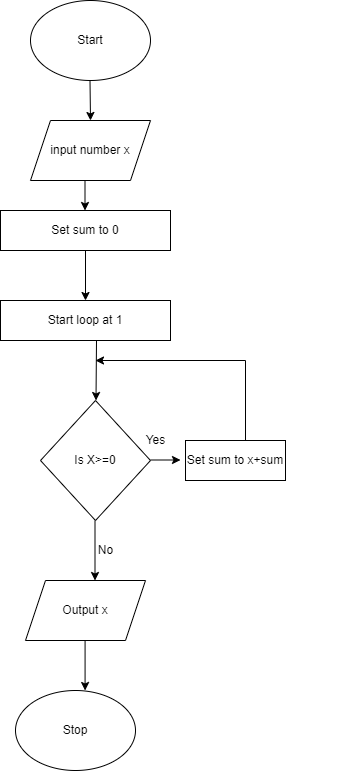 Start
input number x
Set sum to 0
Start loop at 1
Yes
Is X>=0
Set sum to x+sum
No
Output x
Stop